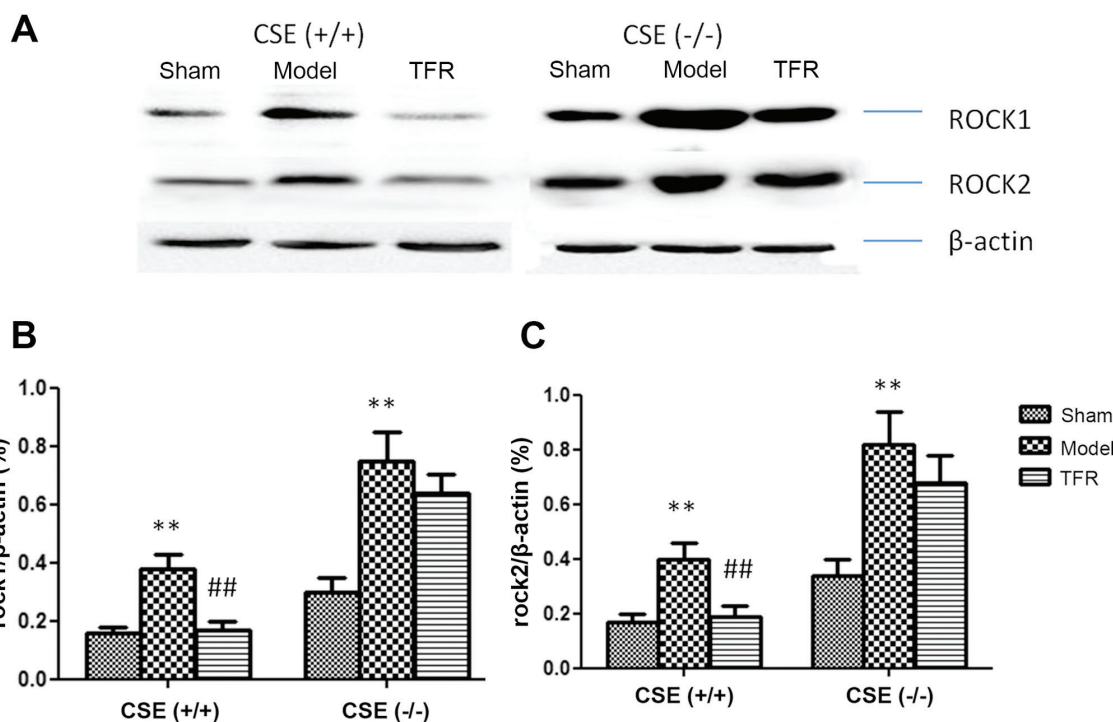 A
CSE (+/+) CSE (-/-)
Sham Model TFR Sham Model TFR
ROCK1
ROCK2
β-actin
B
1.0
0.8
0.6
0.4
0.2
0.0
(%)
**
##
**
CSE (+/+) CSE (-/-)
C
1.0
0.8
0.6
0.4
0.2
0.0
rock2/β-actin (%)
**
##
**
CSE (+/+) CSE (-/-)
Sham
Model
TFR